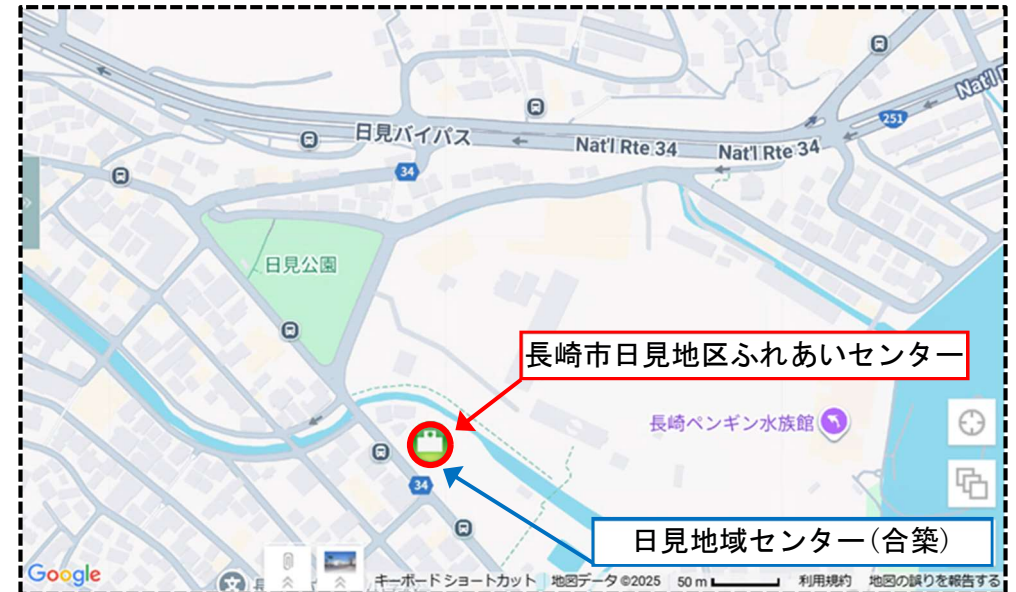 251
Nat'l
日見バイパス
Nat'l Rte 34
Nat'l Rte 34
34
日見公園
長崎市日見地区ふれあいセンター
長崎ペンギン水族館
34
日見地域センター(合築)
Google
キーボード ショートカット
地図データ ©2025
50 m
利用規約
地図の誤りを報告する